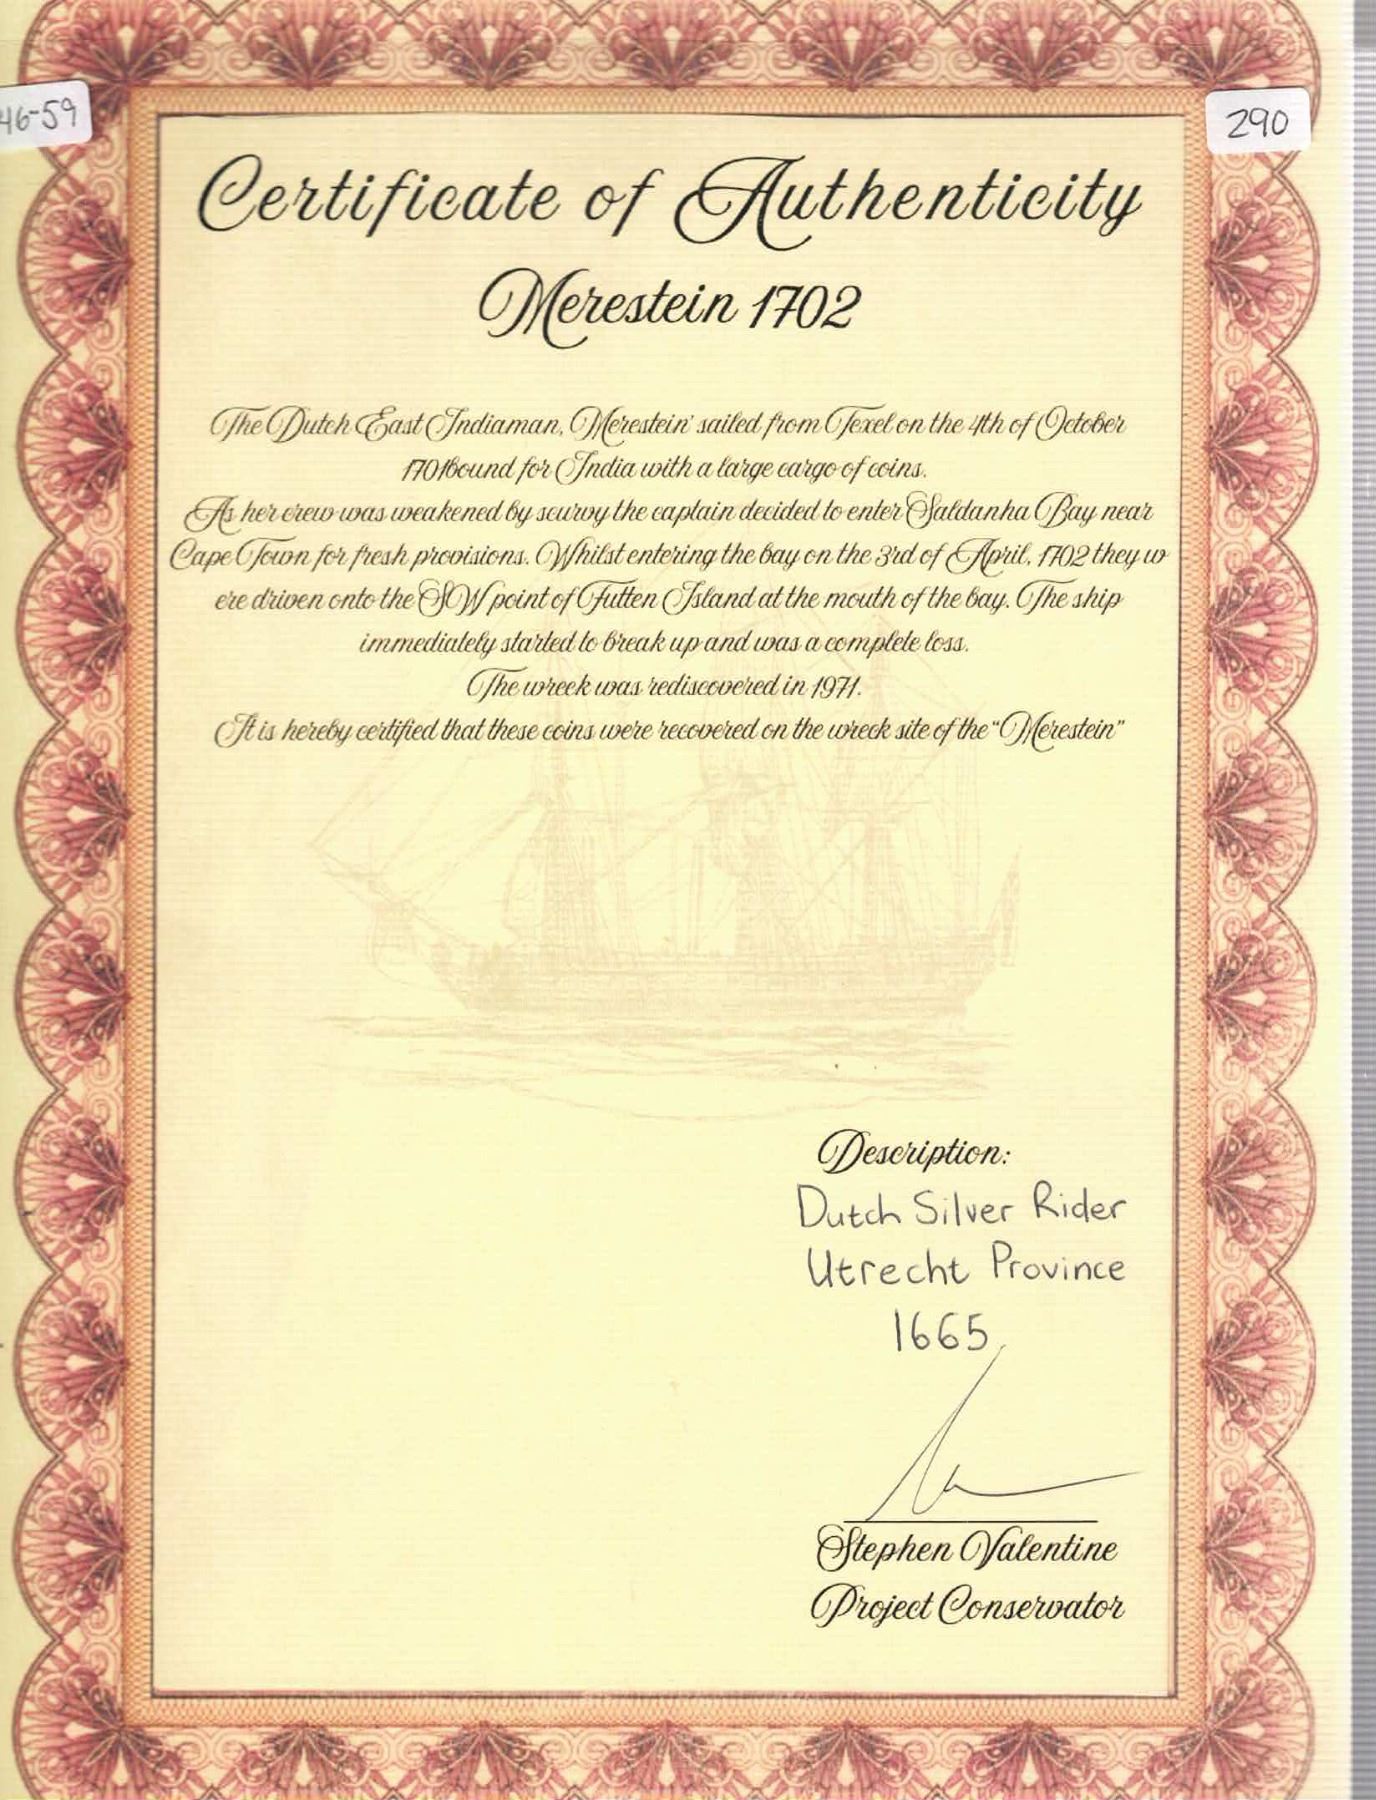 46-59
290
Certificate of Authenticity
Merestein 1702
The Dutch East Indiaman, Merestein' sailed from Texel on the 4th of October
1701bound for India with a large cargo of coins.
As her crew was weakened by scurvy the captain decided to enter Saldanha Bay near
Cape Town for fresh provisions. Whilst entering the bay on the 3rd of April, 1702 they w
ere driven onto the SW point of Jutten Island at the mouth of the bay. The ship
immediately started to break up and was a complete loss.
The wreck was rediscovered in 1971.
It is hereby certified that these coins were recovered on the wreck site of the "Merestein"
Description:
Dutch Silver Rider
Utrecht Province
1665
Stephen Valentine
Project Conservator